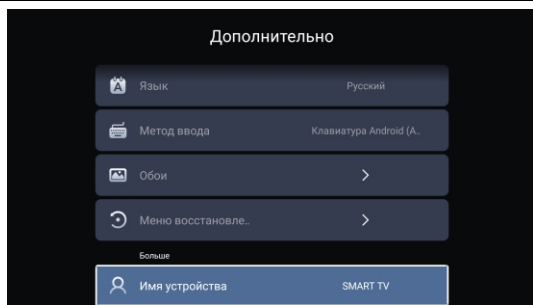 Дополнительно
Язык Русский
Метод ввода Клавиатура Android (A..
Обои
Меню восстановле..
Больше
Имя устройства SMART TV